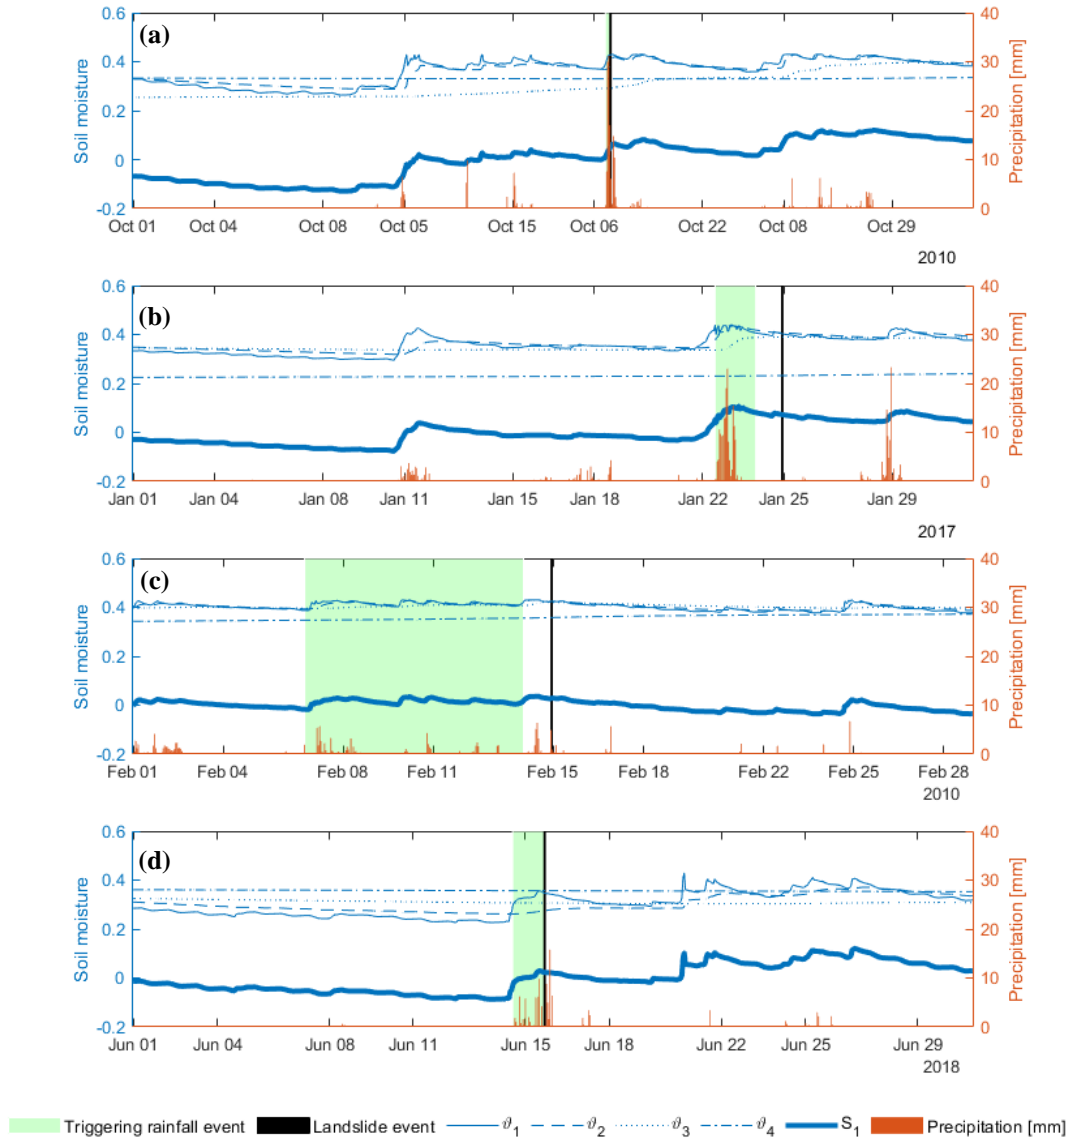 (a)
Soil moisture
0.6
0.4
0.2
0
-0.2
40
30
20
10
0
Precipitation [mm]
Oct 01 Oct 04 Oct 08 Oct 05 Oct 15 Oct 06 Oct 22 Oct 08 Oct 29
2010
(b)
Soil moisture
0.6
0.4
0.2
0
-0.2
40
30
20
10
0
Precipitation [mm]
Jan 01 Jan 04 Jan 08 Jan 11 Jan 15 Jan 18 Jan 22 Jan 25 Jan 29
2017
(c)
Soil moisture
0.6
0.4
0.2
0
-0.2
40
30
20
10
0
Precipitation [mm]
Feb 01 Feb 04 Feb 08 Feb 11 Feb 15 Feb 18 Feb 22 Feb 25 Feb 28
2010
(d)
Soil moisture
0.6
0.4
0.2
0
-0.2
40
30
20
10
0
Precipitation [mm]
Jun 01 Jun 04 Jun 08 Jun 11 Jun 15 Jun 18 Jun 22 Jun 25 Jun 29
2018
Triggering rainfall event Landslide event ϑ₁ ϑ₂ ϑ₃ ϑ₄ S₁ Precipitation [mm]